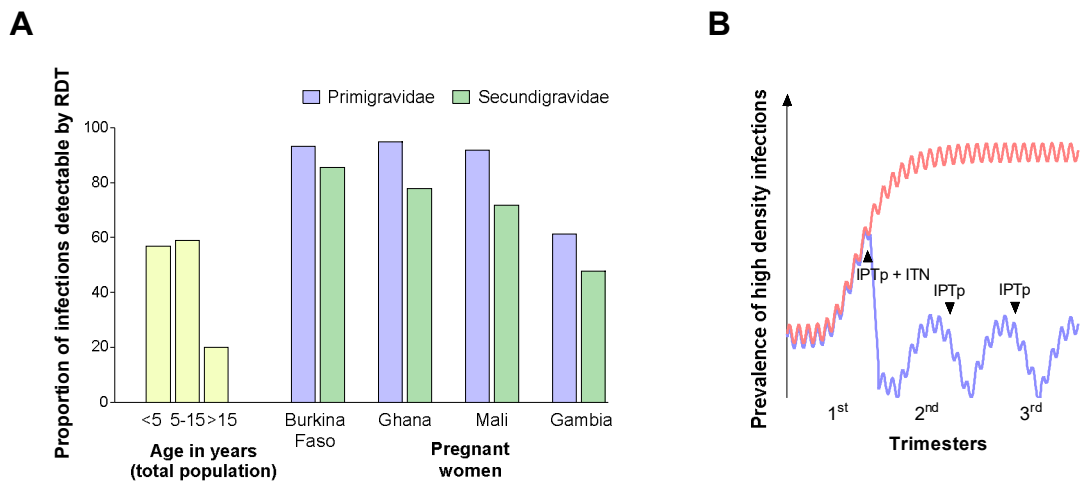 A
Proportion of infections detectable by RDT
Primigravidae
Secundigravidae
100
80
60
40
20
0
<5 5-15 >15
Age in years
(total population)
Burkina
Faso
Ghana
Mali
Gambia
Pregnant
women
B
Prevalence of high density infections
IPTp + ITN
IPTp
IPTp
1st
2nd
3rd
Trimesters